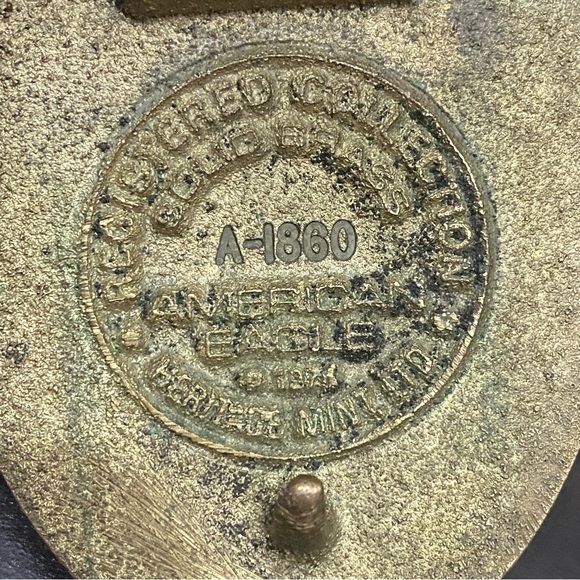 REGISTERED COLLECTION
SOLID BRASS
A-1860
AMERICAN
EAGLE
HERITAGE MINT, LTD.